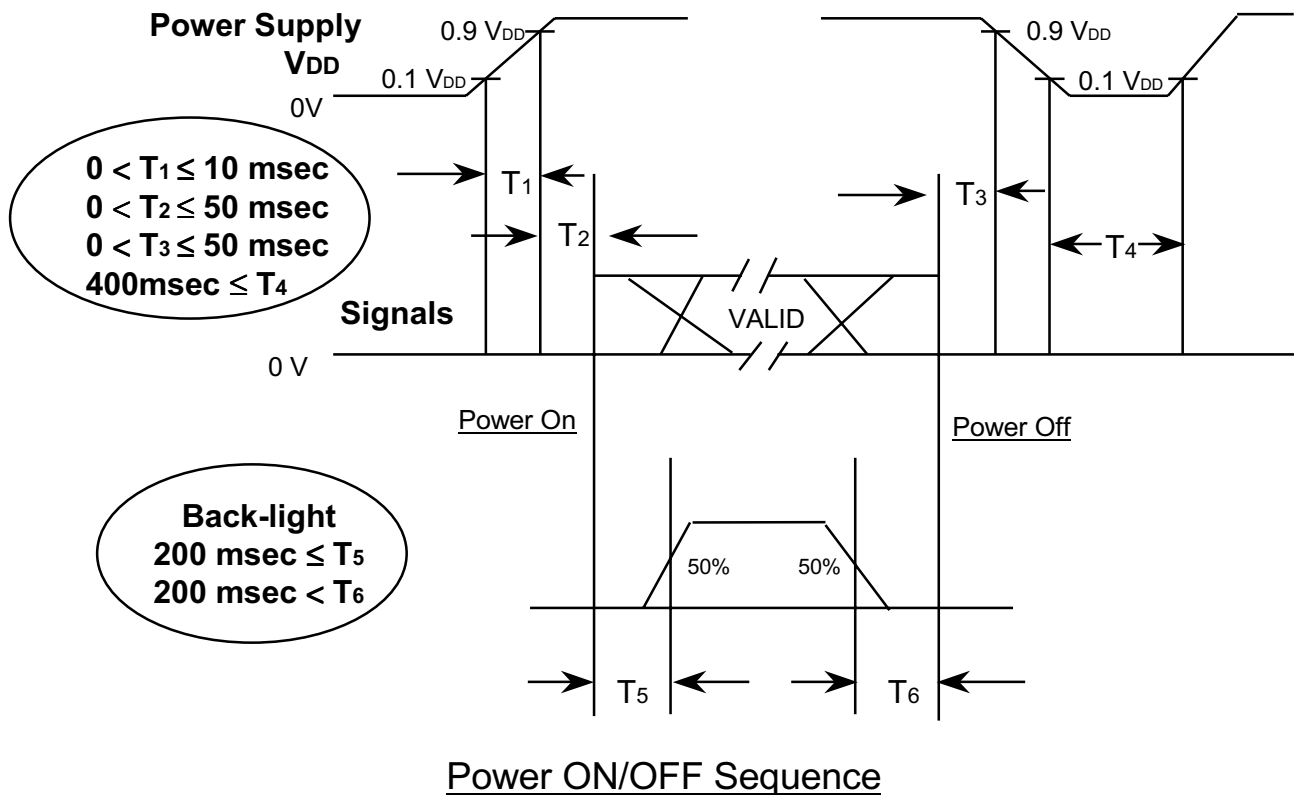 Power Supply
VDD
0.9 VDD
0.1 VDD
0V
0.9 VDD
0.1 VDD
0 < T1 ≤ 10 msec
0 < T2 ≤ 50 msec
0 < T3 ≤ 50 msec
400msec ≤ T4
T1
T2
T3
T4
Signals
VALID
0 V
Power On
Power Off
Back-light
200 msec ≤ T5
200 msec < T6
50%
50%
T5
T6
Power ON/OFF Sequence